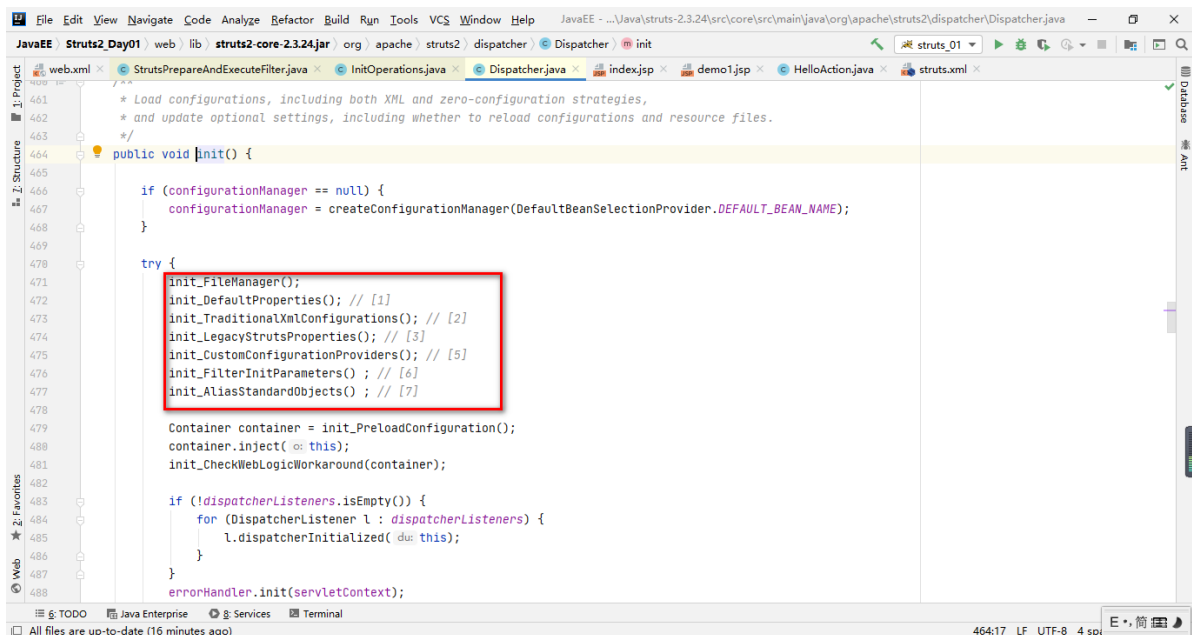 File Edit View Navigate Code Analyze Refactor Build Run Tools VCS Window Help JavaEE - ...\Java\struts-2.3.24\src\core\src\main\java\org\apache\struts2\dispatcher\Dispatcher.java
JavaEE Struts2_Day01 web lib struts2-core-2.3.24.jar org apache struts2 dispatcher Dispatcher init struts_01
web.xml StrutsPrepareAndExecuteFilter.java InitOperations.java Dispatcher.java index.jsp demo1.jsp HelloAction.java struts.xml
1: Project
7: Structure
2: Favorites
Web
Database
Ant
460 /**
461 * Load configurations, including both XML and zero-configuration strategies,
462 * and update optional settings, including whether to reload configurations and resource files.
463 */
464 public void init() {
465
466 if (configurationManager == null) {
467 configurationManager = createConfigurationManager(DefaultBeanSelectionProvider.DEFAULT_BEAN_NAME);
468 }
469
470 try {
471 init_FileManager();
472 init_DefaultProperties(); // [1]
473 init_TraditionalXmlConfigurations(); // [2]
474 init_LegacyStrutsProperties(); // [3]
475 init_CustomConfigurationProviders(); // [5]
476 init_FilterInitParameters() ; // [6]
477 init_AliasStandardObjects() ; // [7]
478
479 Container container = init_PreloadConfiguration();
480 container.inject( o: this);
481 init_CheckWebLogicWorkaround(container);
482
483 if (!dispatcherListeners.isEmpty()) {
484 for (DispatcherListener l : dispatcherListeners) {
485 l.dispatcherInitialized( du: this);
486 }
487 }
488 errorHandler.init(servletContext);
6: TODO Java Enterprise 8: Services Terminal
All files are up-to-date (16 minutes ago) 464:17 LF UTF-8 4 spa
E 简